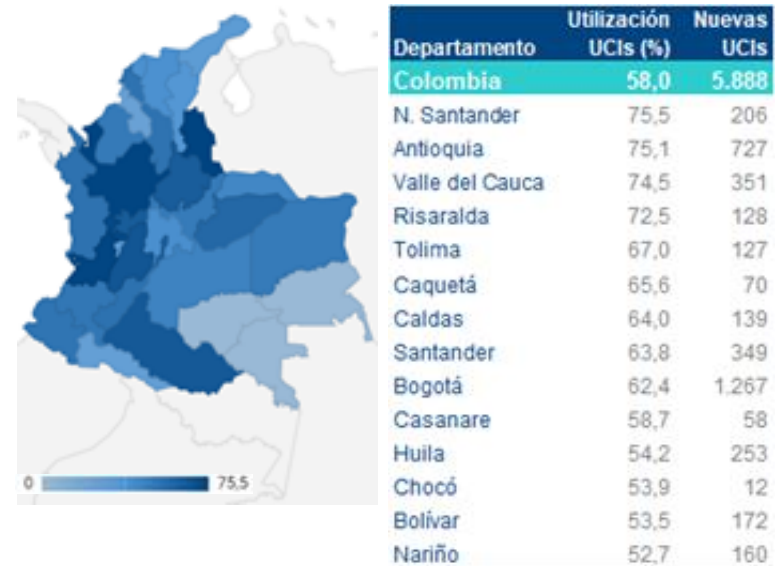 Utilización Nuevas
Departamento UCIs (%) UCIs
Colombia 58,0 5.888
N. Santander 75,5 206
Antioquia 75,1 727
Valle del Cauca 74,5 351
Risaralda 72,5 128
Tolima 67,0 127
Caquetá 65,6 70
Caldas 64,0 139
Santander 63,8 349
Bogotá 62,4 1.267
Casanare 58,7 58
Huila 54,2 253
Chocó 53,9 12
Bolívar 53,5 172
Nariño 52,7 160
0 75,5